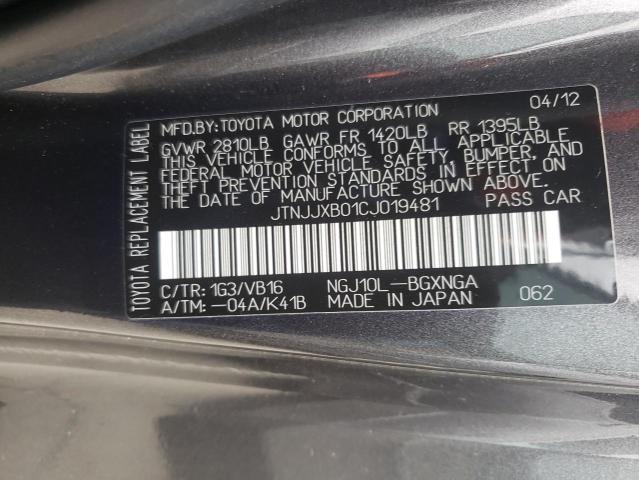 TOYOTA REPLACEMENT LABEL
MFD.BY:TOYOTA MOTOR CORPORATION 04/12
GVWR 2810LB GAWR FR 1420LB RR 1395LB
THIS VEHICLE CONFORMS TO ALL APPLICABLE
FEDERAL MOTOR VEHICLE SAFETY, BUMPER, AND
THEFT PREVENTION STANDARDS IN EFFECT ON
THE DATE OF MANUFACTURE SHOWN ABOVE.
JTNJJXB01CJ019481 PASS CAR
C/TR: 1G3/VB16 NGJ10L-BGXNGA
A/TM: -04A/K41B MADE IN JAPAN 062